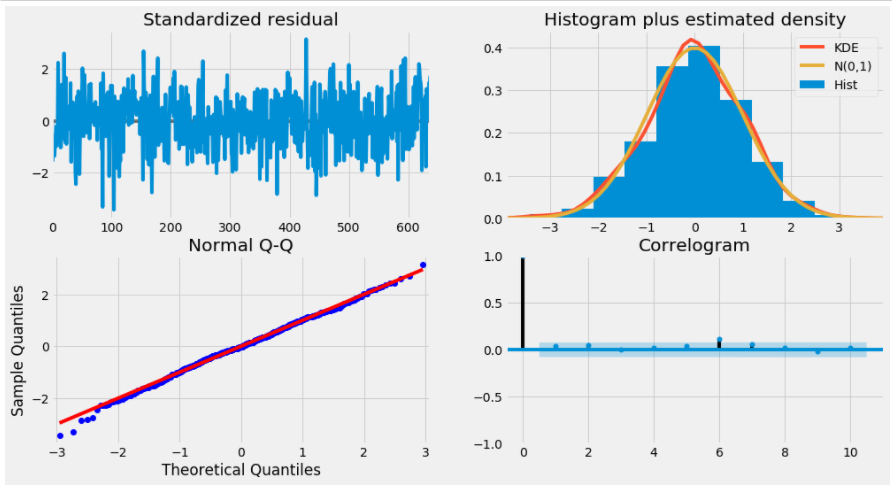 Standardized residual
2
0
−2
0 100 200 300 400 500 600
Histogram plus estimated density
KDE
N(0,1)
Hist
0.4
0.3
0.2
0.1
0.0
−3 −2 −1 0 1 2 3
Normal Q-Q
Sample Quantiles
2
0
−2
−3 −2 −1 0 1 2 3
Theoretical Quantiles
Correlogram
1.0
0.5
0.0
−0.5
−1.0
0 2 4 6 8 10